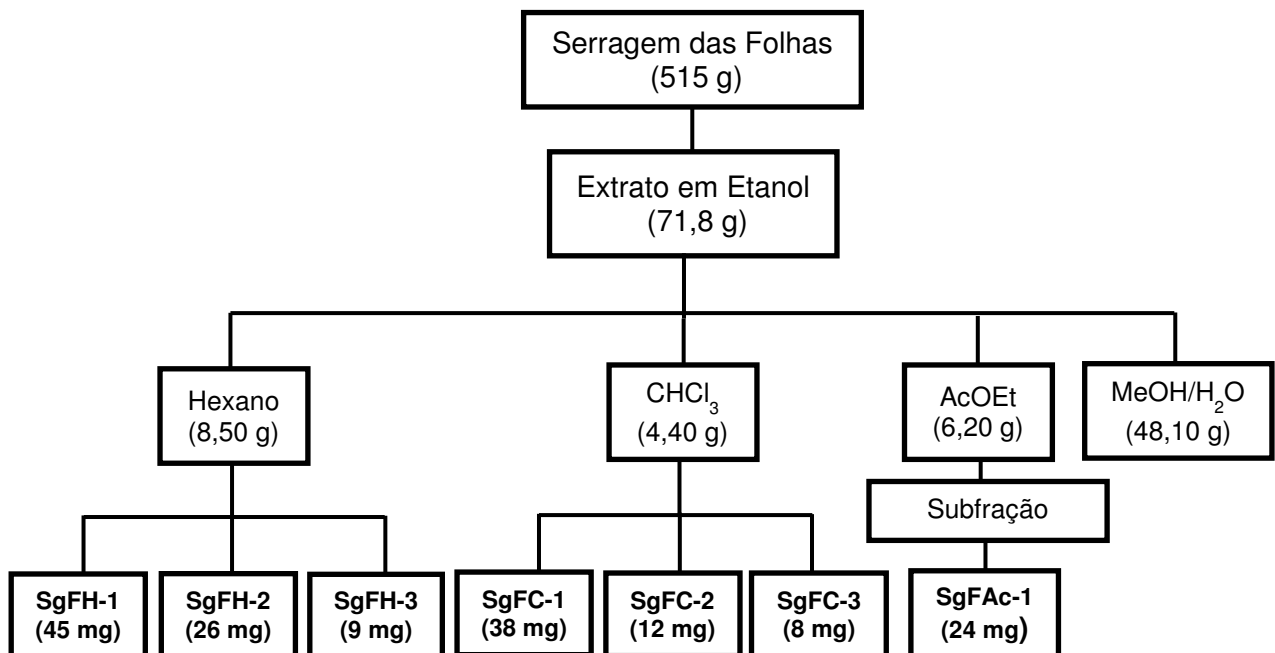 Serragem das Folhas
(515 g)
Extrato em Etanol
(71,8 g)
Hexano
(8,50 g)
CHCl3
(4,40 g)
AcOEt
(6,20 g)
MeOH/H2O
(48,10 g)
Subfração
SgFH-1
(45 mg)
SgFH-2
(26 mg)
SgFH-3
(9 mg)
SgFC-1
(38 mg)
SgFC-2
(12 mg)
SgFC-3
(8 mg)
SgFAc-1
(24 mg)